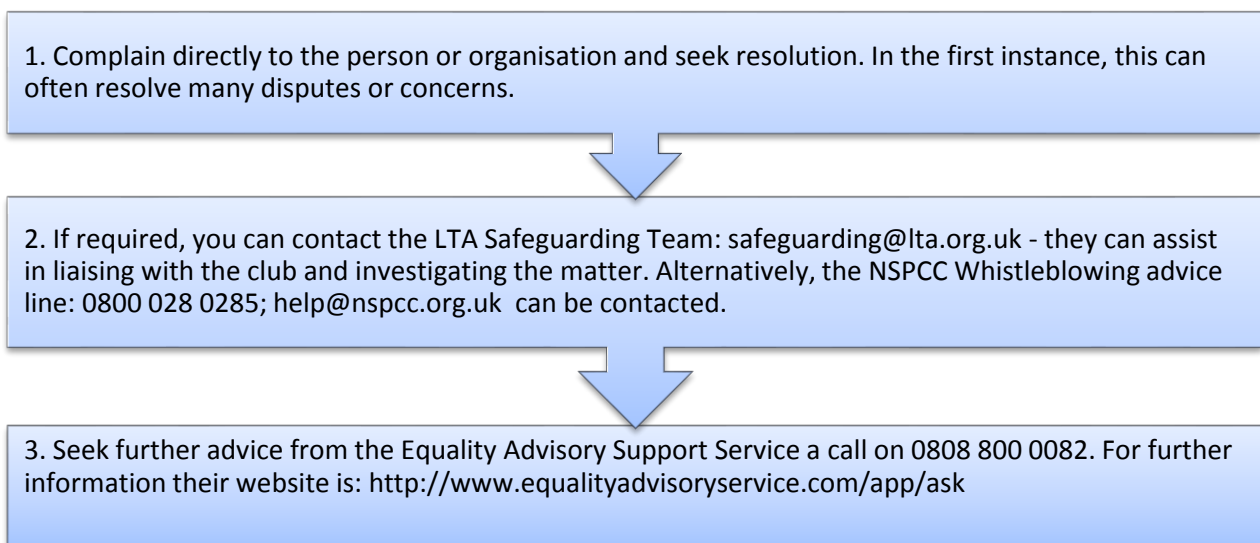 1. Complain directly to the person or organisation and seek resolution. In the first instance, this can
often resolve many disputes or concerns.
2. If required, you can contact the LTA Safeguarding Team: safeguarding@lta.org.uk - they can assist
in liaising with the club and investigating the matter. Alternatively, the NSPCC Whistleblowing advice
line: 0800 028 0285; help@nspcc.org.uk  can be contacted.
3. Seek further advice from the Equality Advisory Support Service a call on 0808 800 0082. For further
information their website is: http://www.equalityadvisoryservice.com/app/ask